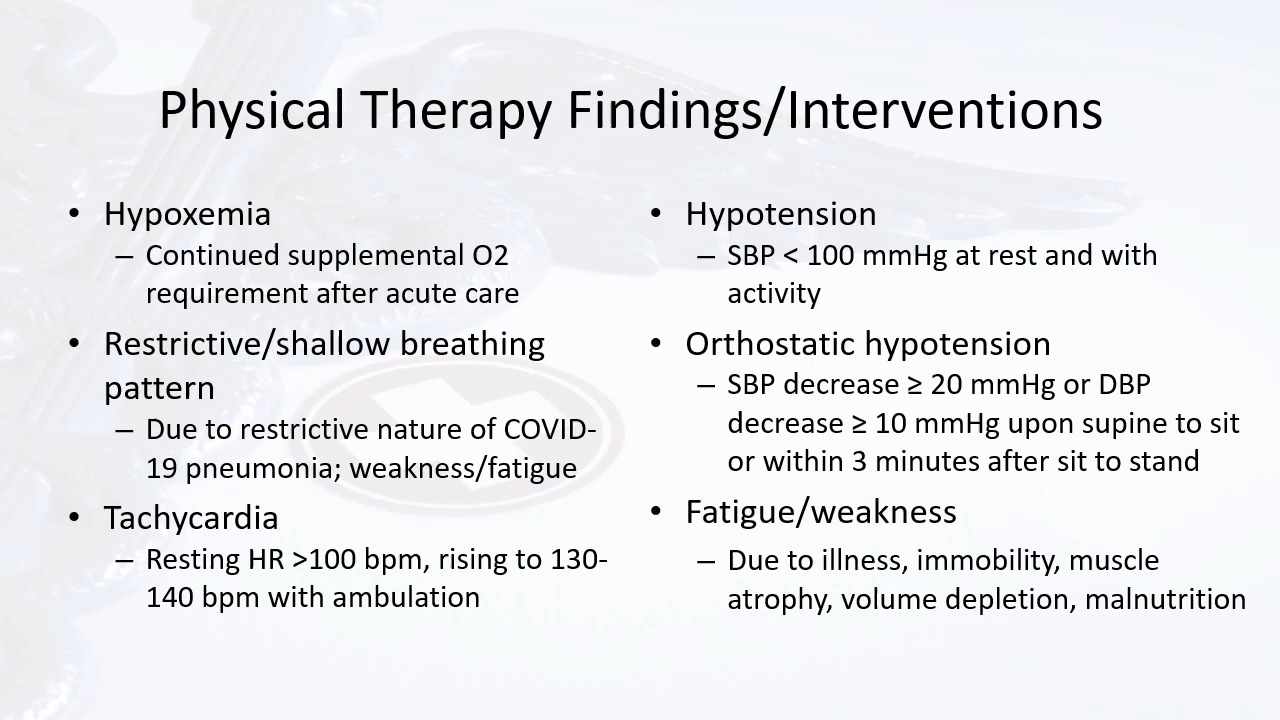 Physical Therapy Findings/Interventions
• Hypoxemia
– Continued supplemental O2
requirement after acute care
• Restrictive/shallow breathing
pattern
– Due to restrictive nature of COVID-
19 pneumonia; weakness/fatigue
• Tachycardia
– Resting HR >100 bpm, rising to 130-
140 bpm with ambulation
• Hypotension
– SBP < 100 mmHg at rest and with
activity
• Orthostatic hypotension
– SBP decrease ≥ 20 mmHg or DBP
decrease ≥ 10 mmHg upon supine to sit
or within 3 minutes after sit to stand
• Fatigue/weakness
– Due to illness, immobility, muscle
atrophy, volume depletion, malnutrition